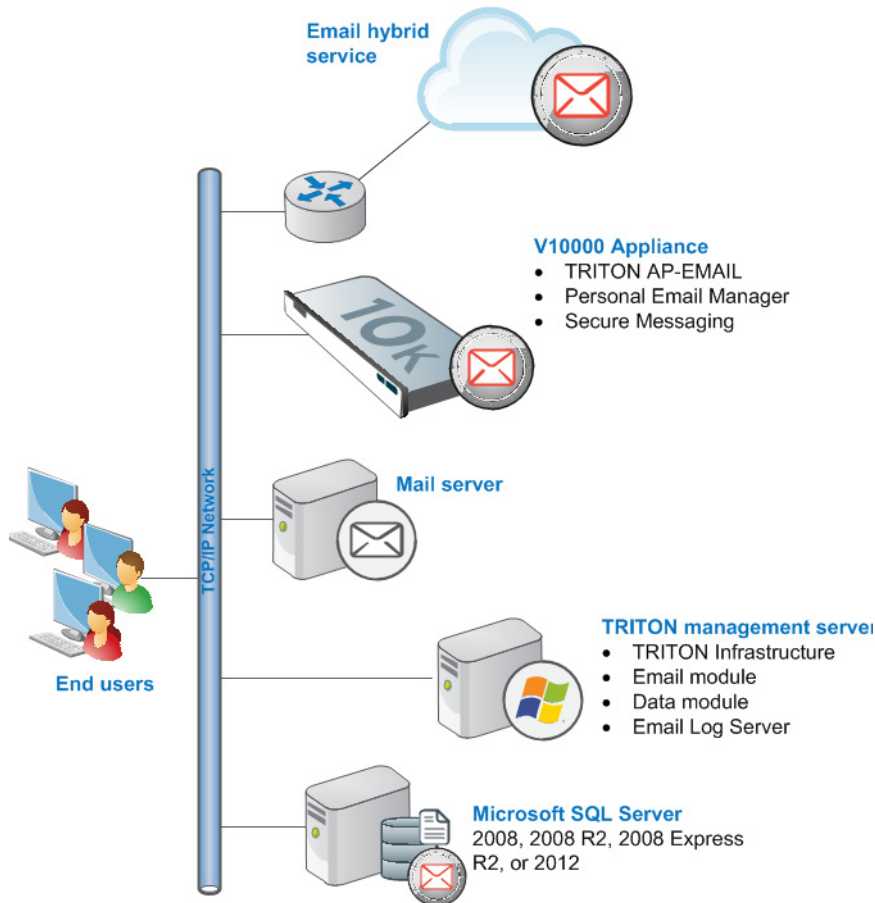 Email hybrid
service
V10000 Appliance
• TRITON AP-EMAIL
• Personal Email Manager
• Secure Messaging
10K
Mail server
TCP/IP Network
End users
TRITON management server
• TRITON Infrastructure
• Email module
• Data module
• Email Log Server
Microsoft SQL Server
2008, 2008 R2, 2008 Express
R2, or 2012